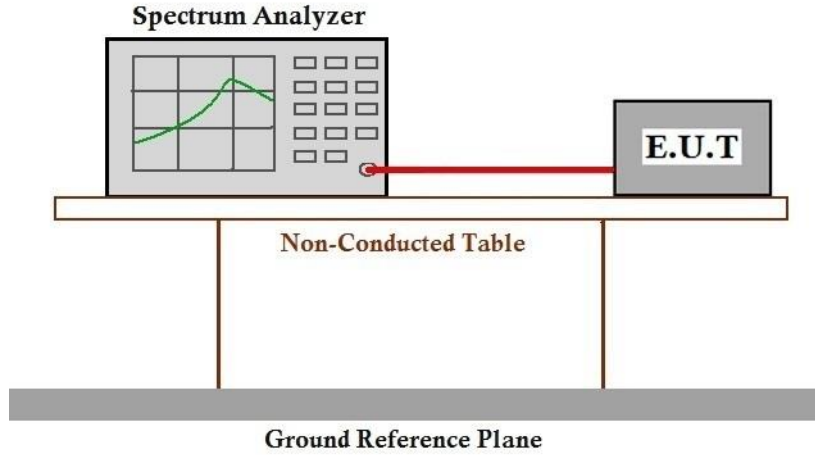 Spectrum Analyzer
E.U.T
Non-Conducted Table
Ground Reference Plane